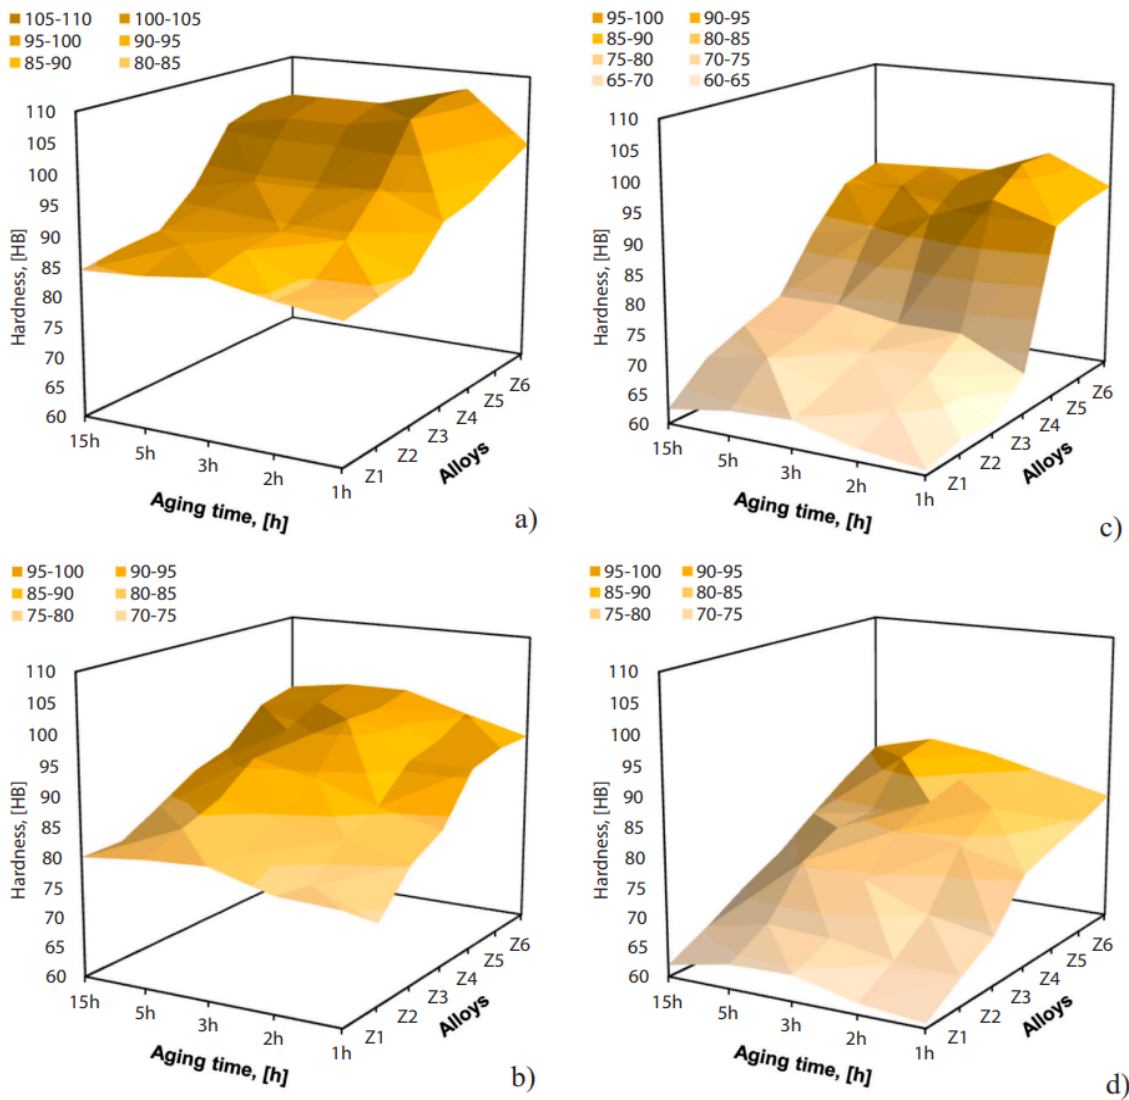 105-110 100-105
95-100 90-95
85-90 80-85
110
105
100
95
90
85
80
75
70
65
60
Hardness, [HB]
15h
5h
3h
2h
1h
Aging time, [h]
Z1
Z2
Z3
Z4
Z5
Z6
Alloys
a)
95-100 90-95
85-90 80-85
75-80 70-75
65-70 60-65
110
105
100
95
90
85
80
75
70
65
60
Hardness, [HB]
15h
5h
3h
2h
1h
Aging time, [h]
Z1
Z2
Z3
Z4
Z5
Z6
Alloys
c)
95-100 90-95
85-90 80-85
75-80 70-75
110
105
100
95
90
85
80
75
70
65
60
Hardness, [HB]
15h
5h
3h
2h
1h
Aging time, [h]
Z1
Z2
Z3
Z4
Z5
Z6
Alloys
b)
95-100 90-95
85-90 80-85
75-80 70-75
110
105
100
95
90
85
80
75
70
65
60
Hardness, [HB]
15h
5h
3h
2h
1h
Aging time, [h]
Z1
Z2
Z3
Z4
Z5
Z6
Alloys
d)